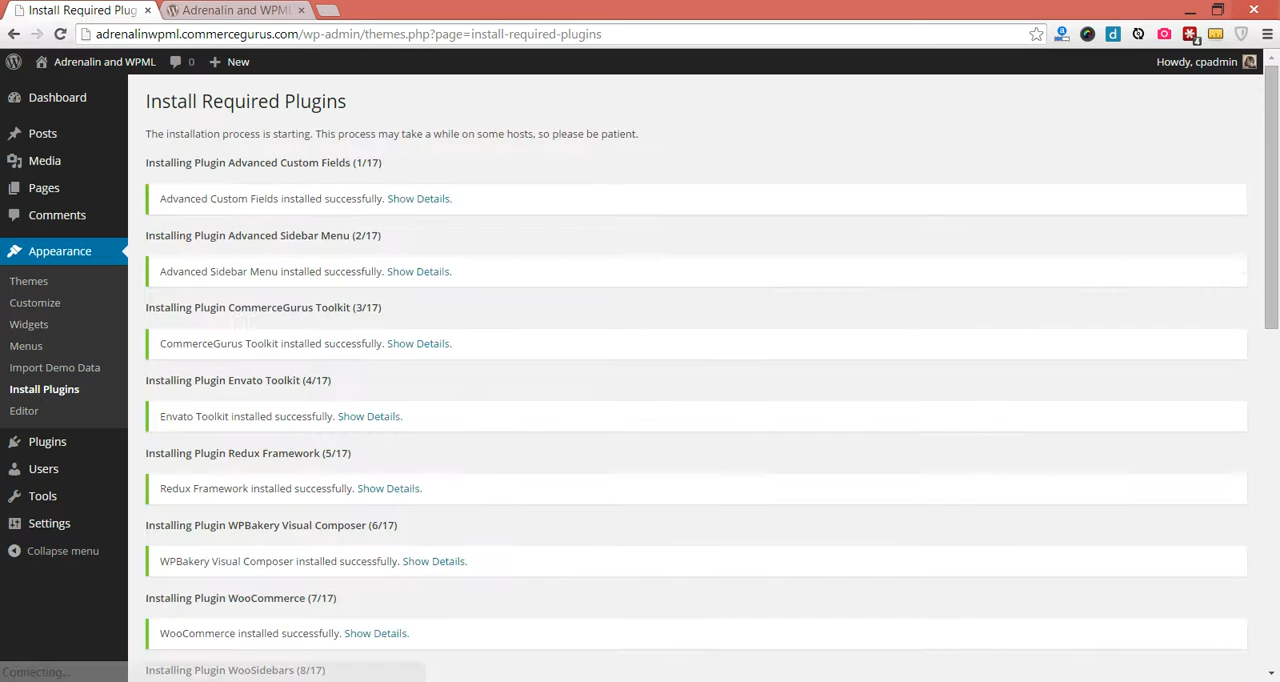 Install Required Plug
Adrenalin and WPML
adrenalinwpml.commercegurus.com/wp-admin/themes.php?page=install-required-plugins
Adrenalin and WPML 0 New Howdy, cpadmin
Dashboard
Posts
Media
Pages
Comments
Appearance
Themes
Customize
Widgets
Menus
Import Demo Data
Install Plugins
Editor
Plugins
Users
Tools
Settings
Collapse menu
Install Required Plugins
The installation process is starting. This process may take a while on some hosts, so please be patient.
Installing Plugin Advanced Custom Fields (1/17)
Advanced Custom Fields installed successfully. Show Details.
Installing Plugin Advanced Sidebar Menu (2/17)
Advanced Sidebar Menu installed successfully. Show Details.
Installing Plugin CommerceGurus Toolkit (3/17)
CommerceGurus Toolkit installed successfully. Show Details.
Installing Plugin Envato Toolkit (4/17)
Envato Toolkit installed successfully. Show Details.
Installing Plugin Redux Framework (5/17)
Redux Framework installed successfully. Show Details.
Installing Plugin WPBakery Visual Composer (6/17)
WPBakery Visual Composer installed successfully. Show Details.
Installing Plugin WooCommerce (7/17)
WooCommerce installed successfully. Show Details.
Installing Plugin WooSidebars (8/17)
Connecting...